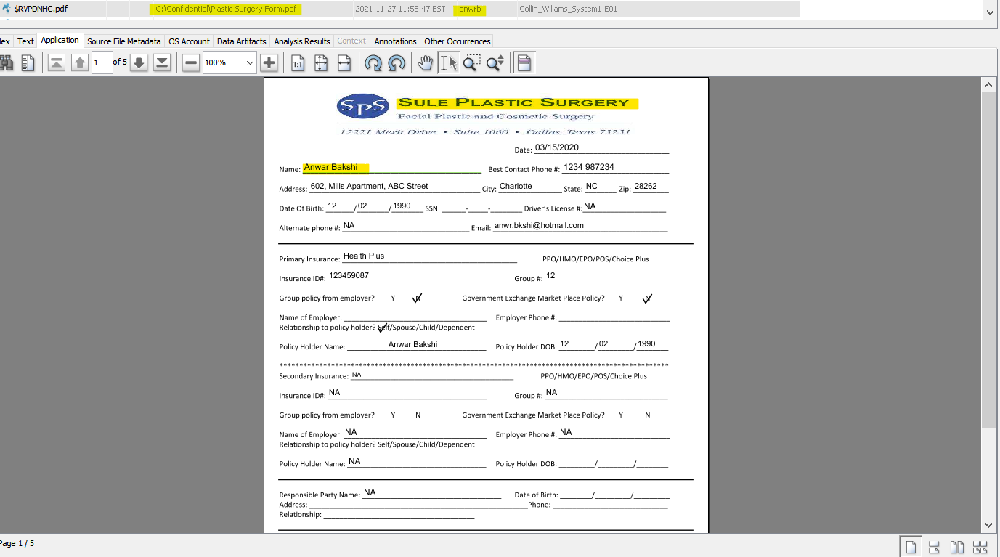 $RVPDNHC.pdf C:\Confidential\Plastic Surgery Form.pdf 2021-11-27 11:58:47 EST anwrb Collin_Wlliams_System1.E01
ex Text Application Source File Metadata OS Account Data Artifacts Analysis Results Context Annotations Other Occurrences
1 of 5 100% 1:1
SPS SULE PLASTIC SURGERY
Facial Plastic and Cosmetic Surgery
12221 Merit Drive • Suite 1060 • Dallas, Texas 75251
Date: 03/15/2020
Name: Anwar Bakshi Best Contact Phone #: 1234 987234
Address: 602, Mills Apartment, ABC Street City: Charlotte State: NC Zip: 28262
Date Of Birth: 12 / 02 / 1990 SSN: ______-_____-________ Driver's License #: NA
Alternate phone #: NA Email: anwr.bkshi@hotmail.com
Primary Insurance: Health Plus PPO/HMO/EPO/POS/Choice Plus
Insurance ID#: 123459087 Group #: 12
Group policy from employer? Y N Government Exchange Market Place Policy? Y N
Name of Employer: Employer Phone #:
Relationship to policy holder? Self/Spouse/Child/Dependent
Policy Holder Name: Anwar Bakshi Policy Holder DOB: 12 / 02 / 1990
Secondary Insurance: NA PPO/HMO/EPO/POS/Choice Plus
Insurance ID#: NA Group #: NA
Group policy from employer? Y N Government Exchange Market Place Policy? Y N
Name of Employer: NA Employer Phone #: NA
Relationship to policy holder? Self/Spouse/Child/Dependent
Policy Holder Name: NA Policy Holder DOB: ________/________/________
Responsible Party Name: NA Date of Birth: ________/________/________
Address: Phone:
Relationship:
Page 1 / 5